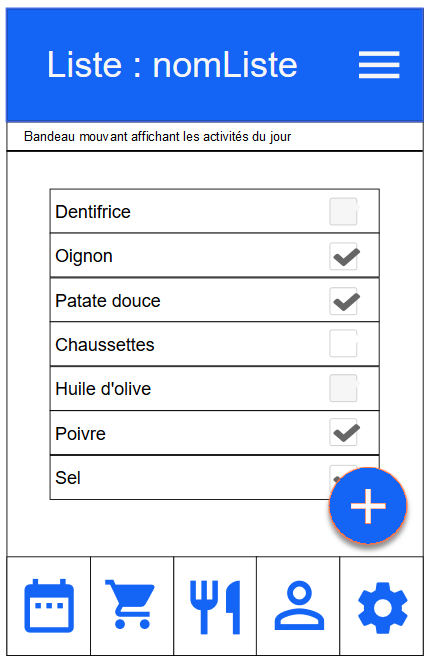 Liste : nomListe
Bandeau mouvant affichant les activités du jour
Dentifrice
Oignon
Patate douce
Chaussettes
Huile d'olive
Poivre
Sel